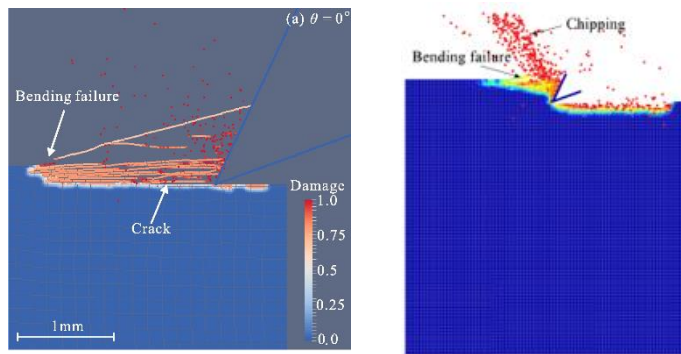 (a) θ = 0°
Bending failure
Crack
Damage
1.0
0.75
0.5
0.25
0.0
1mm
Chipping
Bending failure